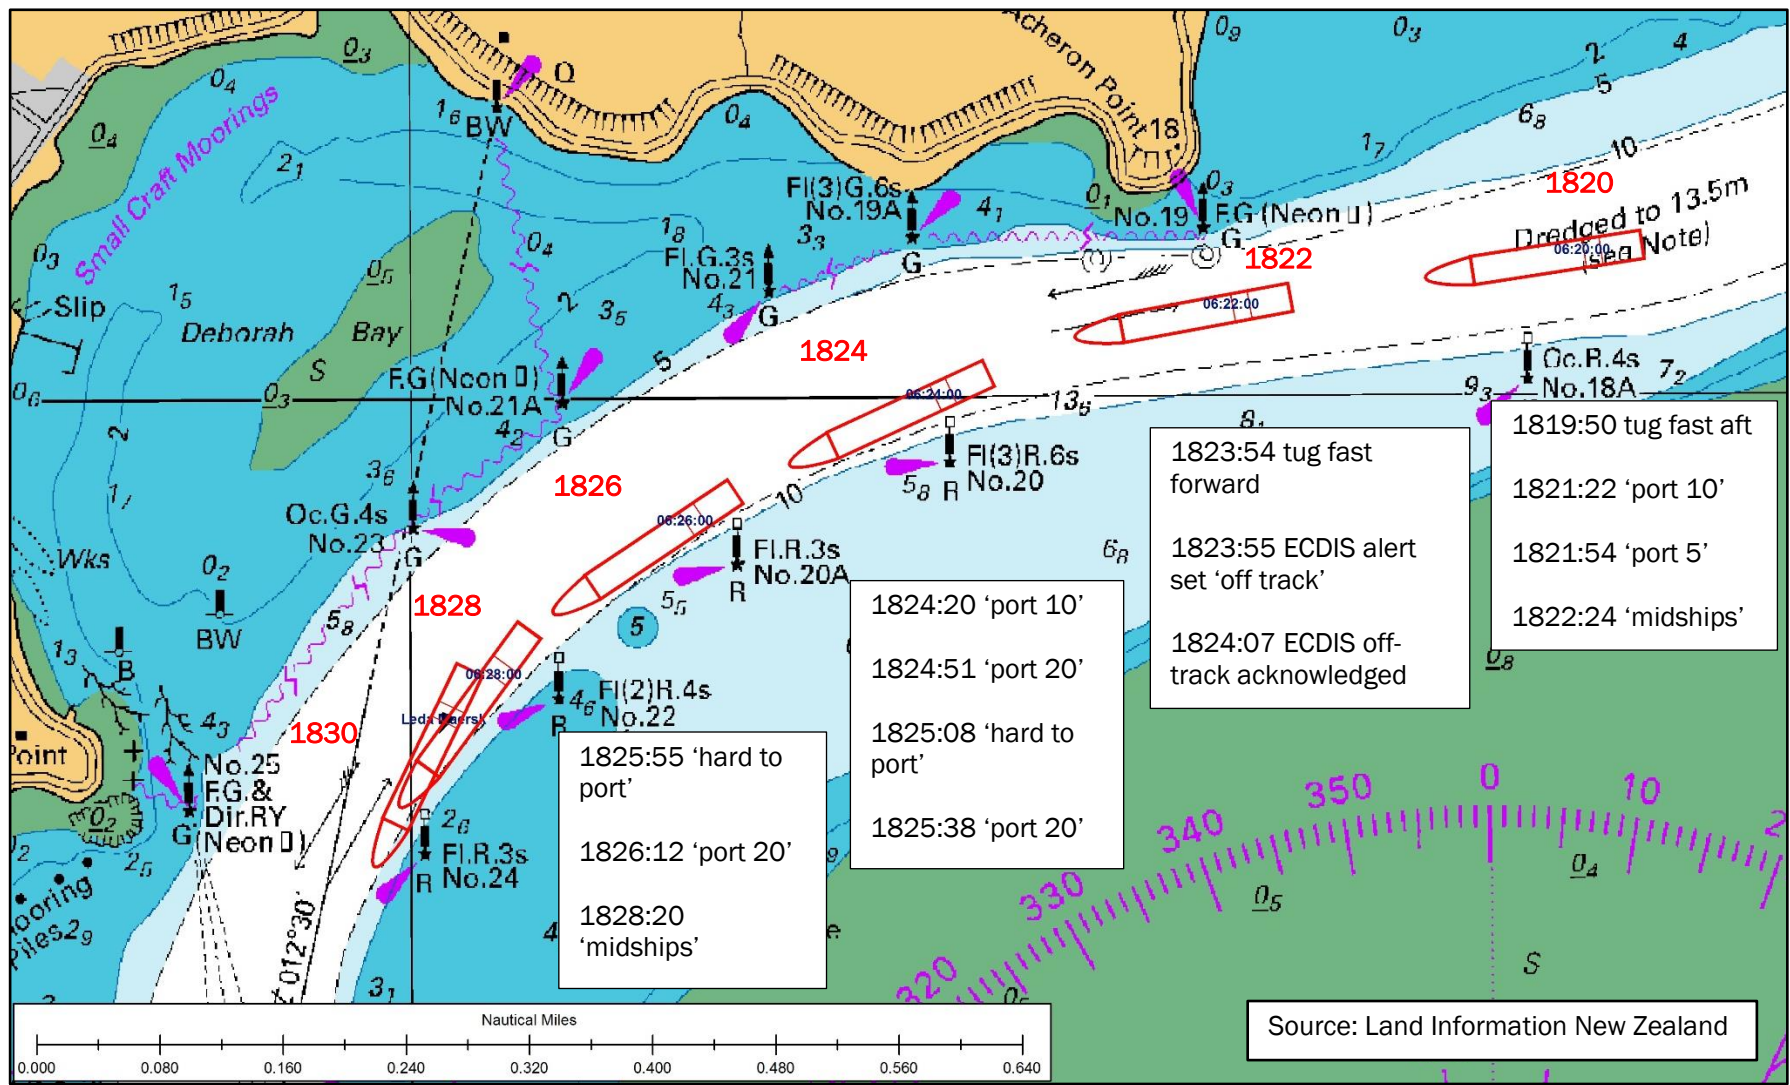 Acheron Point
0₉
0₃
2
4
5
0₃
0₄
Q
1₆
BW
0₄
0₄
18
6₈
1₇
10
Small Craft Moorings
2₁
Fl(3)G.6s
No.19A
4₁
0₁
No.19
0₃
F.G(Neon▯)
G
1820
Dredged to 13.5m
(see Note)
06:20:00
0₃
0₄
1₈
3₃
Fl.G.3s
No.21
G
G
1822
06:22:00
Slip
1₅
0₅
Deborah Bay
S
2
3₅
4₃
5
1824
06:24:00
Oc.R.4s
No.18A
9₃
7₂
0₆
0₃
F.G(Neon▯)
No.21A
G
13₆
8₁
2
4₂
1₇
3₆
1826
06:26:00
10
Fl(3)R.6s
No.20
5₈
R
Oc.G.4s
No.23
G
Fl.R.3s
No.20A
R
5₅
6₈
Wks
0₂
BW
1828
5₈
5
B
1₃
06:28:00
Leda Maersk
4₆
Fl(2)R.4s
No.22
R
1830
4₃
Point
No.25
F.G.&
Dir.RY
(Neon▯)
G
0₂
2₅
2₆
Fl.R.3s
No.24
R
Mooring
Piles
2₉
012°30'
3₁
4
0₈
1819:50 tug fast aft
1821:22 ‘port 10’
1821:54 ‘port 5’
1822:24 ‘midships’
1823:54 tug fast
forward
1823:55 ECDIS alert
set ‘off track’
1824:07 ECDIS off-
track acknowledged
1824:20 ‘port 10’
1824:51 ‘port 20’
1825:08 ‘hard to
port’
1825:38 ‘port 20’
1825:55 ‘hard to
port’
1826:12 ‘port 20’
1828:20
‘midships’
320
330
340
350
0
10
0₄
0₅
S
Nautical Miles
0.000 0.080 0.160 0.240 0.320 0.400 0.480 0.560 0.640
Source: Land Information New Zealand